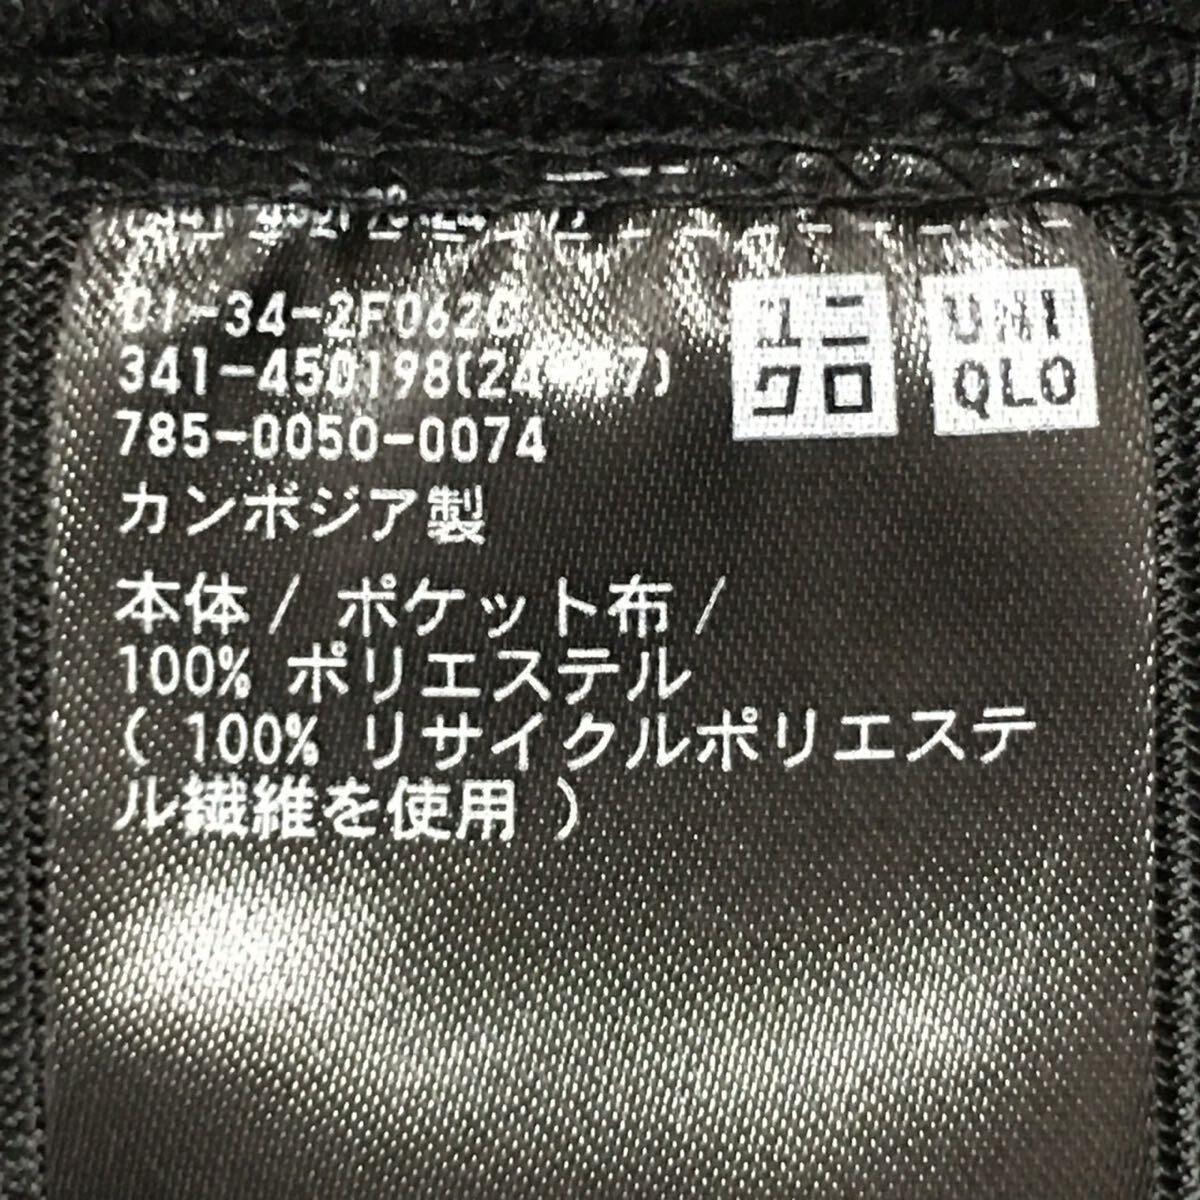 ユニ
クロ
UNI
QLO
01-34-2F062C
341-450198(24
785-0050-0074
カンボジア製
本体 / ポケット布 /
100% ポリエステル
( 100% リサイクルポリエステ
ル繊維を使用 )